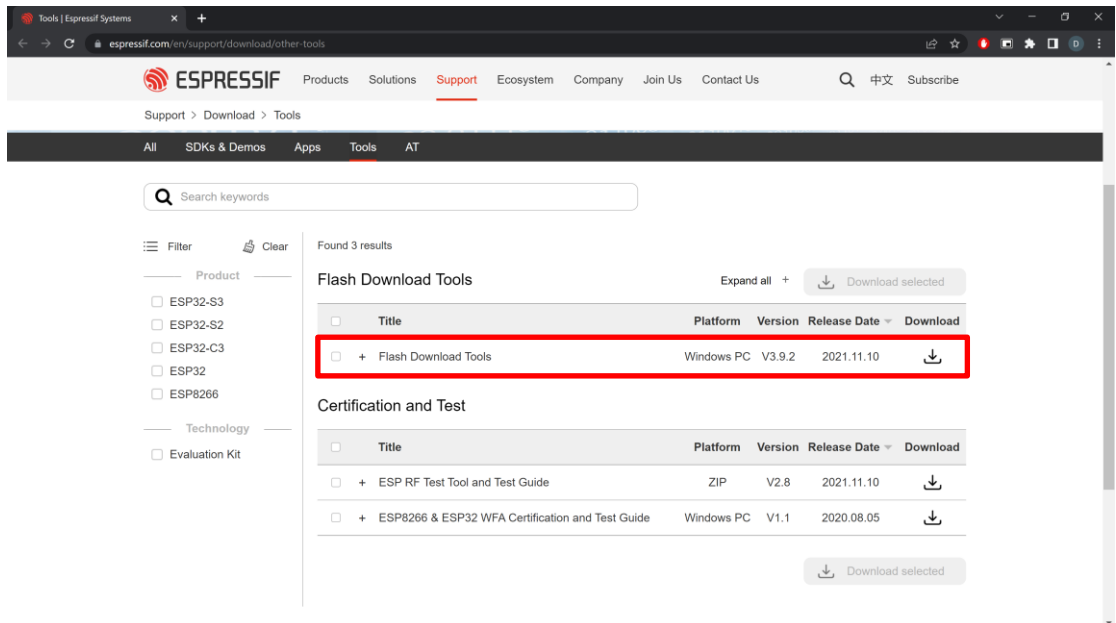 Tools | Espressif Systems
espressif.com/en/support/download/other-tools
D
ESPRESSIF Products Solutions Support Ecosystem Company Join Us Contact Us 中文 Subscribe
Support > Download > Tools
All SDKs & Demos Apps Tools AT
Search keywords
Filter Clear
Product
ESP32-S3
ESP32-S2
ESP32-C3
ESP32
ESP8266
Technology
Evaluation Kit
Found 3 results
Flash Download Tools Expand all + Download selected
Title Platform Version Release Date Download
+ Flash Download Tools Windows PC V3.9.2 2021.11.10
Certification and Test
Title Platform Version Release Date Download
+ ESP RF Test Tool and Test Guide ZIP V2.8 2021.11.10
+ ESP8266 & ESP32 WFA Certification and Test Guide Windows PC V1.1 2020.08.05
Download selected